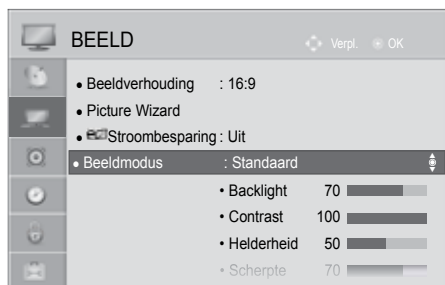 BEELD Verpl. OK
• Beeldverhouding : 16:9
• Picture Wizard
• Stroombesparing : Uit
• Beeldmodus : Standaard
• Backlight 70
• Contrast 100
• Helderheid 50
• Scherpte 70